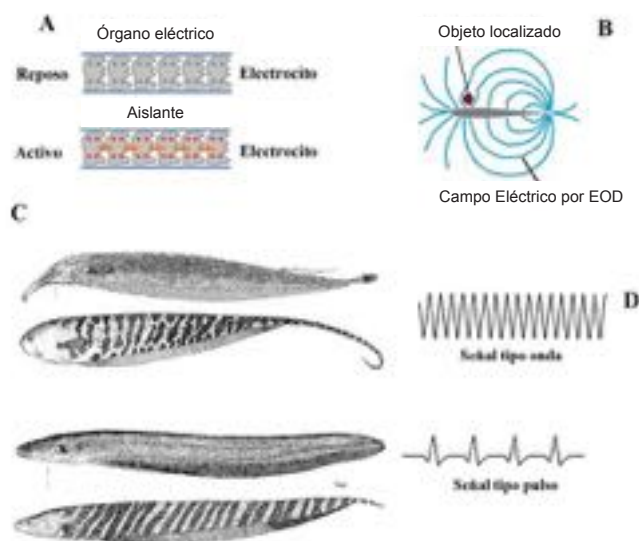 A
Órgano eléctrico
Reposo
Electrocito
Aislante
Activo
Electrocito
Objeto localizado
B
Campo Eléctrico por EOD
C
D
Señal tipo onda
Señal tipo pulso